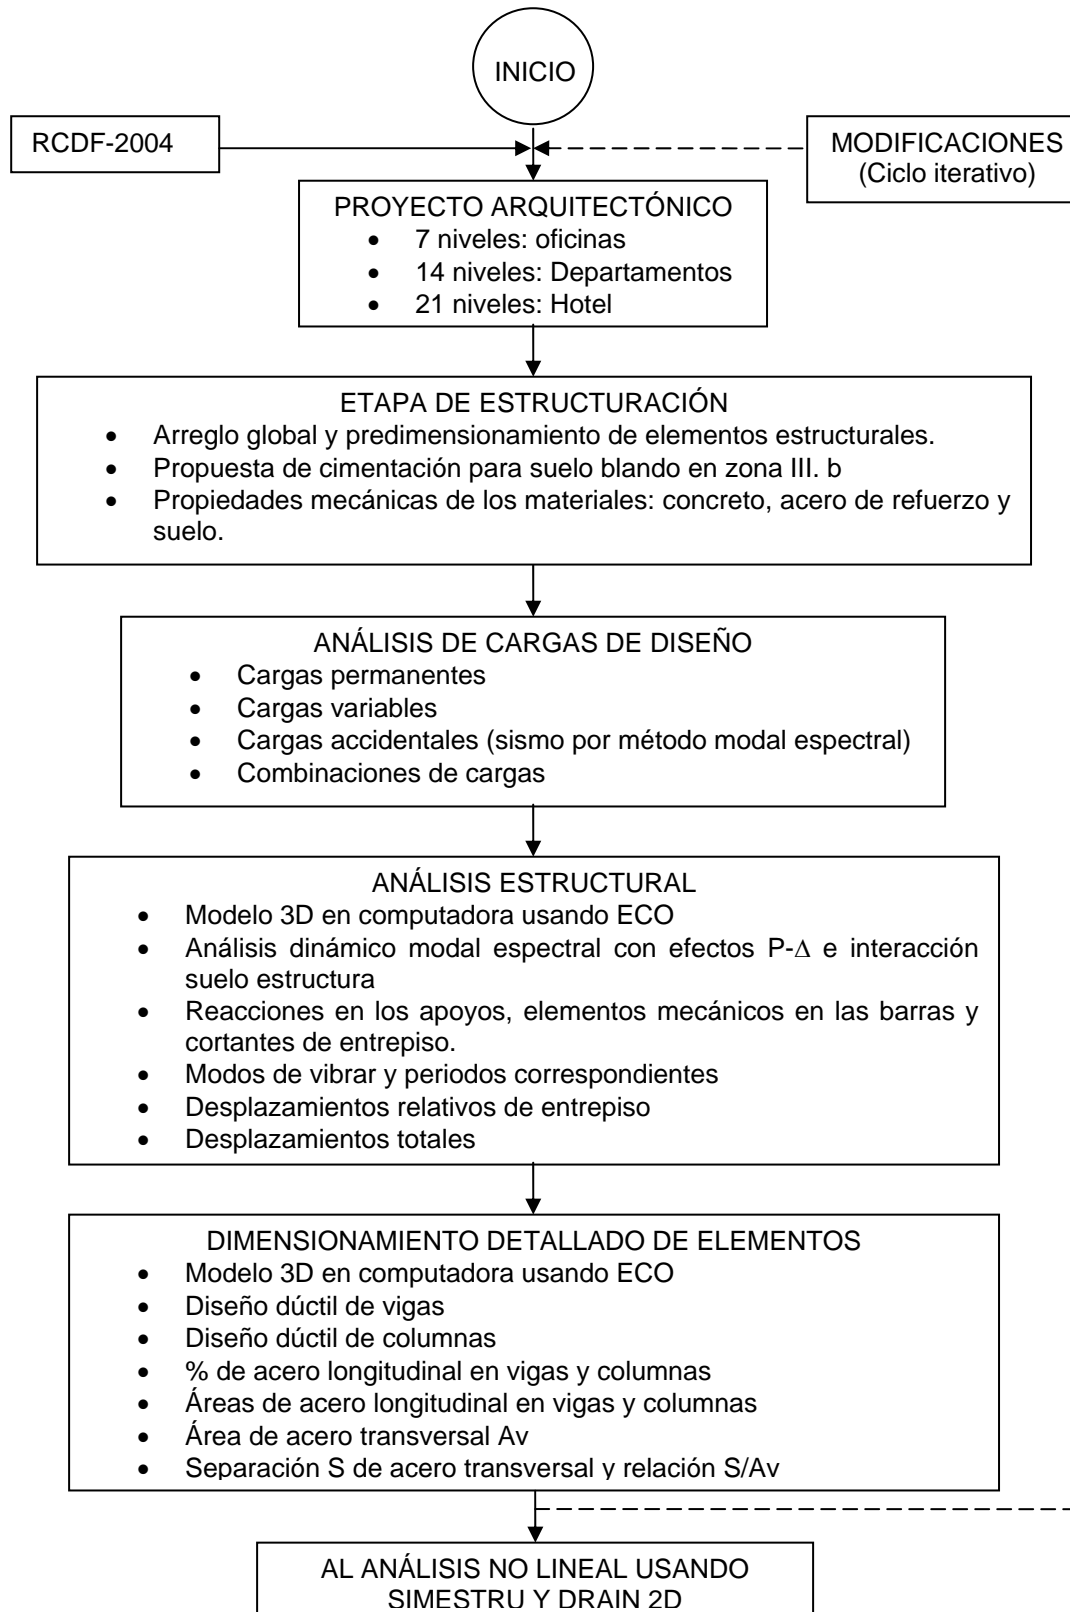 INICIO
RCDF-2004
MODIFICACIONES
(Ciclo iterativo)
PROYECTO ARQUITECTÓNICO
• 7 niveles: oficinas
• 14 niveles: Departamentos
• 21 niveles: Hotel
ETAPA DE ESTRUCTURACIÓN
• Arreglo global y predimensionamiento de elementos estructurales.
• Propuesta de cimentación para suelo blando en zona III. b
• Propiedades mecánicas de los materiales: concreto, acero de refuerzo y
suelo.
ANÁLISIS DE CARGAS DE DISEÑO
• Cargas permanentes
• Cargas variables
• Cargas accidentales (sismo por método modal espectral)
• Combinaciones de cargas
ANÁLISIS ESTRUCTURAL
• Modelo 3D en computadora usando ECO
• Análisis dinámico modal espectral con efectos P-Δ e interacción
suelo estructura
• Reacciones en los apoyos, elementos mecánicos en las barras y
cortantes de entrepiso.
• Modos de vibrar y periodos correspondientes
• Desplazamientos relativos de entrepiso
• Desplazamientos totales
DIMENSIONAMIENTO DETALLADO DE ELEMENTOS
• Modelo 3D en computadora usando ECO
• Diseño dúctil de vigas
• Diseño dúctil de columnas
• % de acero longitudinal en vigas y columnas
• Áreas de acero longitudinal en vigas y columnas
• Área de acero transversal Av
• Separación S de acero transversal y relación S/Av
AL ANÁLISIS NO LINEAL USANDO
SIMESTRU Y DRAIN 2D